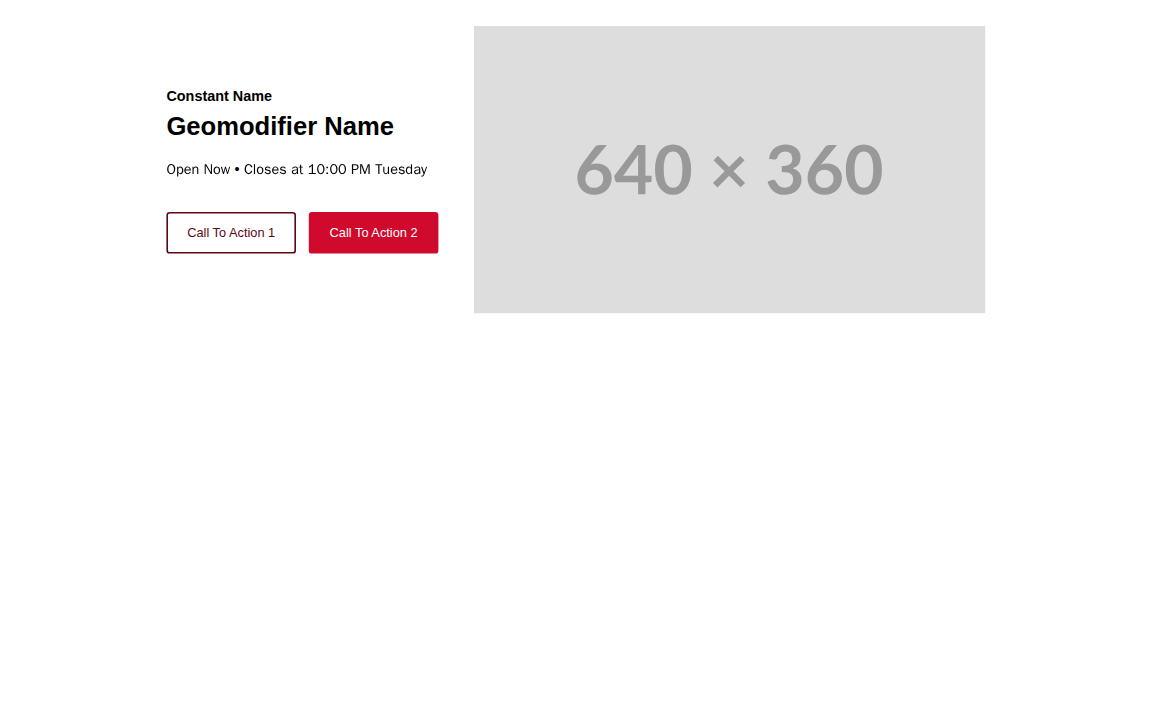 Constant Name
Geomodifier Name
Open Now • Closes at 10:00 PM Tuesday
Call To Action 1
Call To Action 2
640 × 360